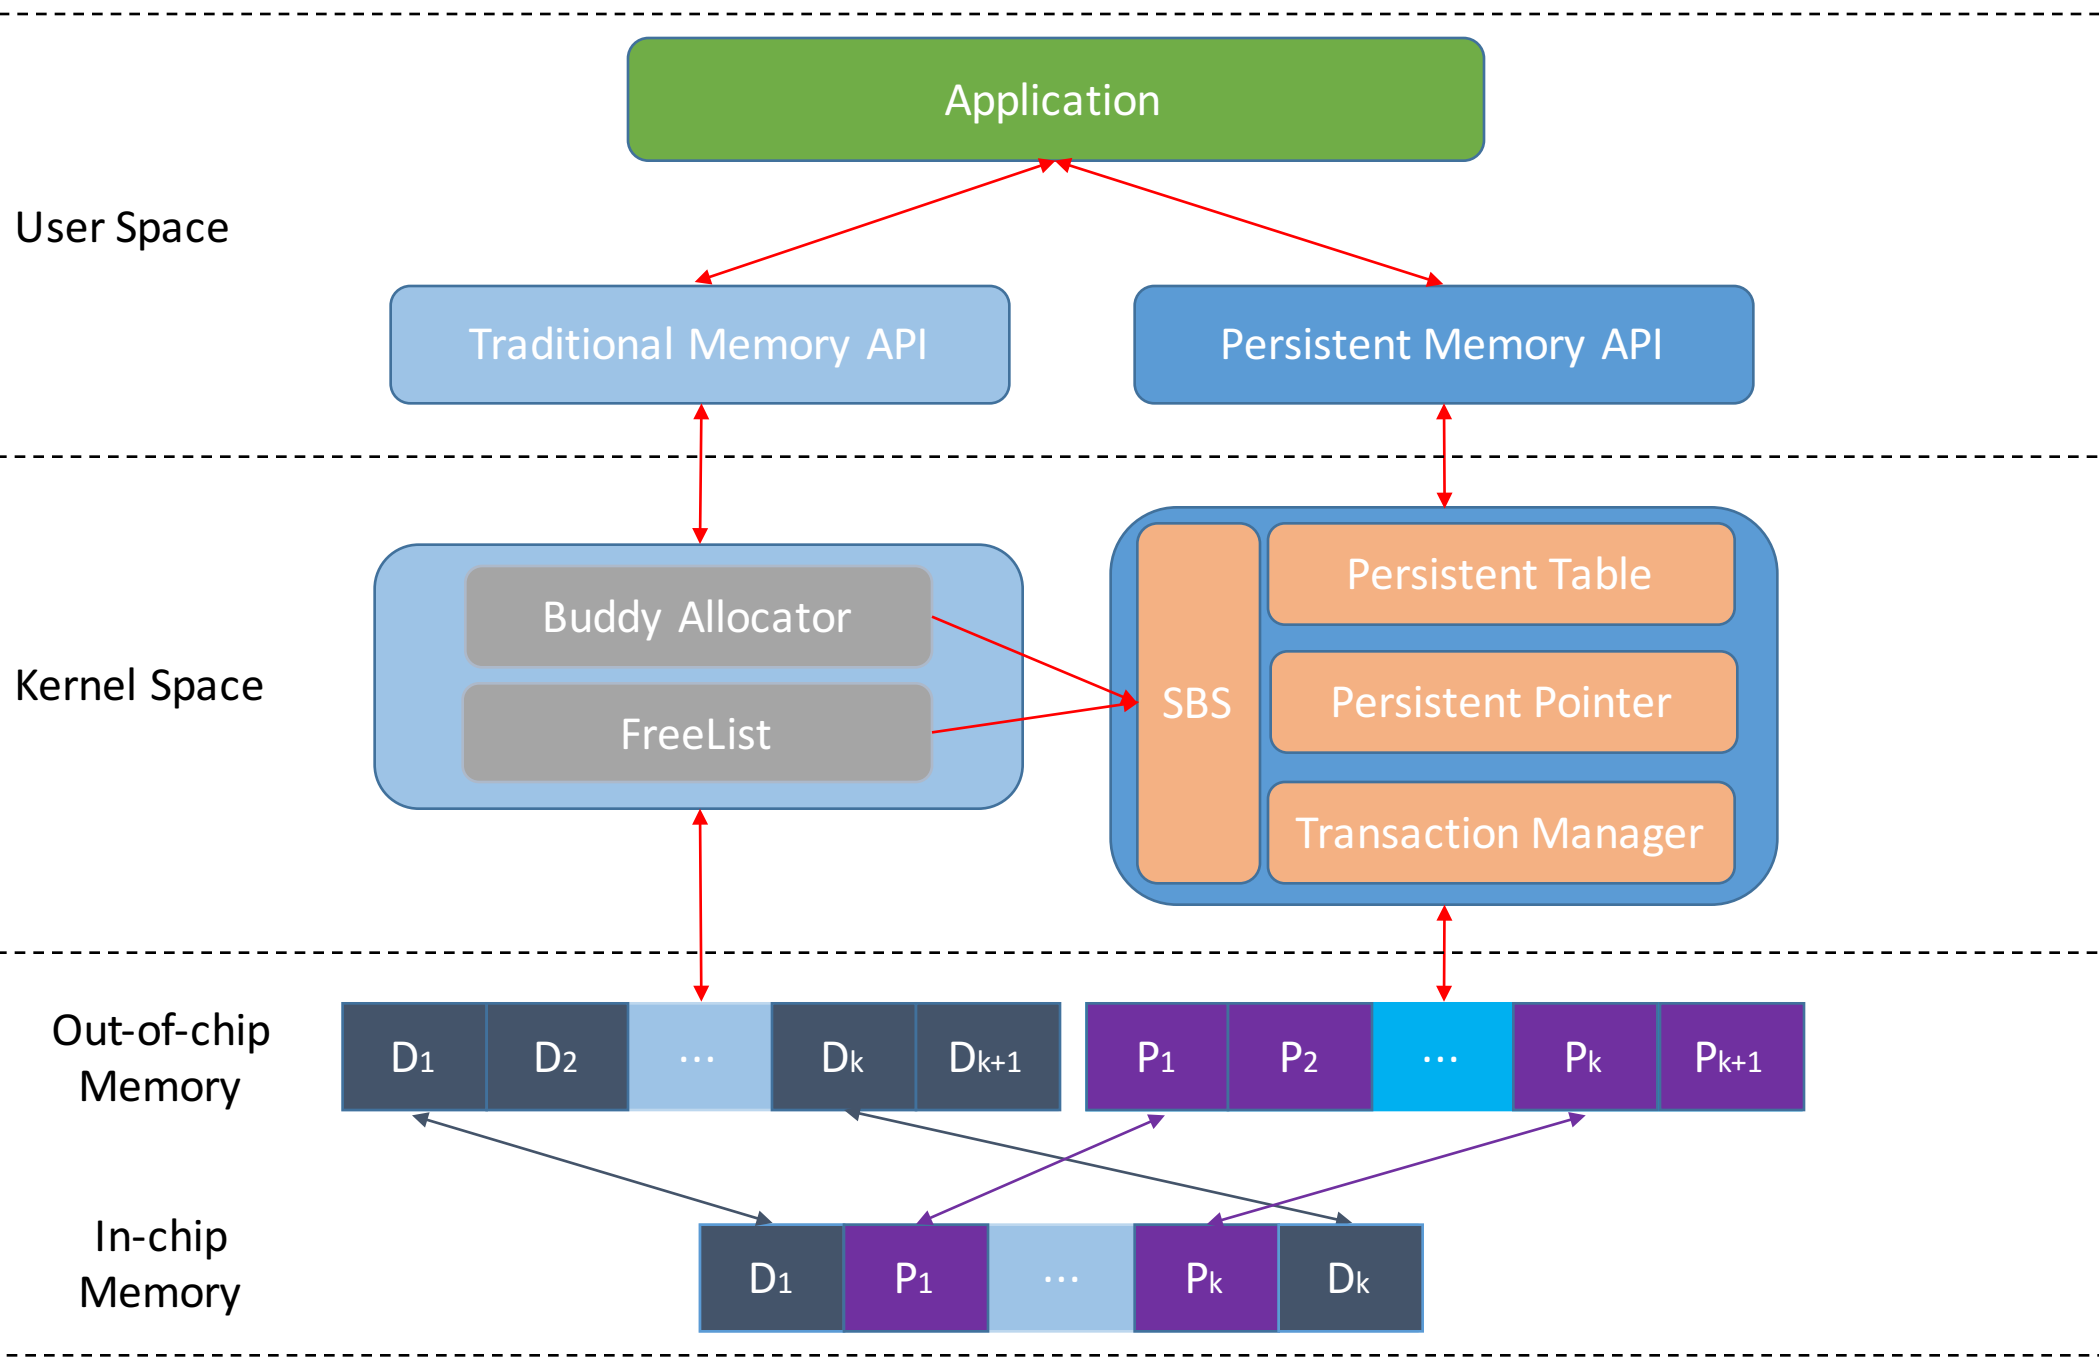 Application
User Space
Traditional Memory API
Persistent Memory API
Buddy Allocator
FreeList
Kernel Space
SBS
Persistent Table
Persistent Pointer
Transaction Manager
Out-of-chip
Memory
D1 D2 ... Dk Dk+1
P1 P2 ... Pk Pk+1
In-chip
Memory
D1 P1 ... Pk Dk